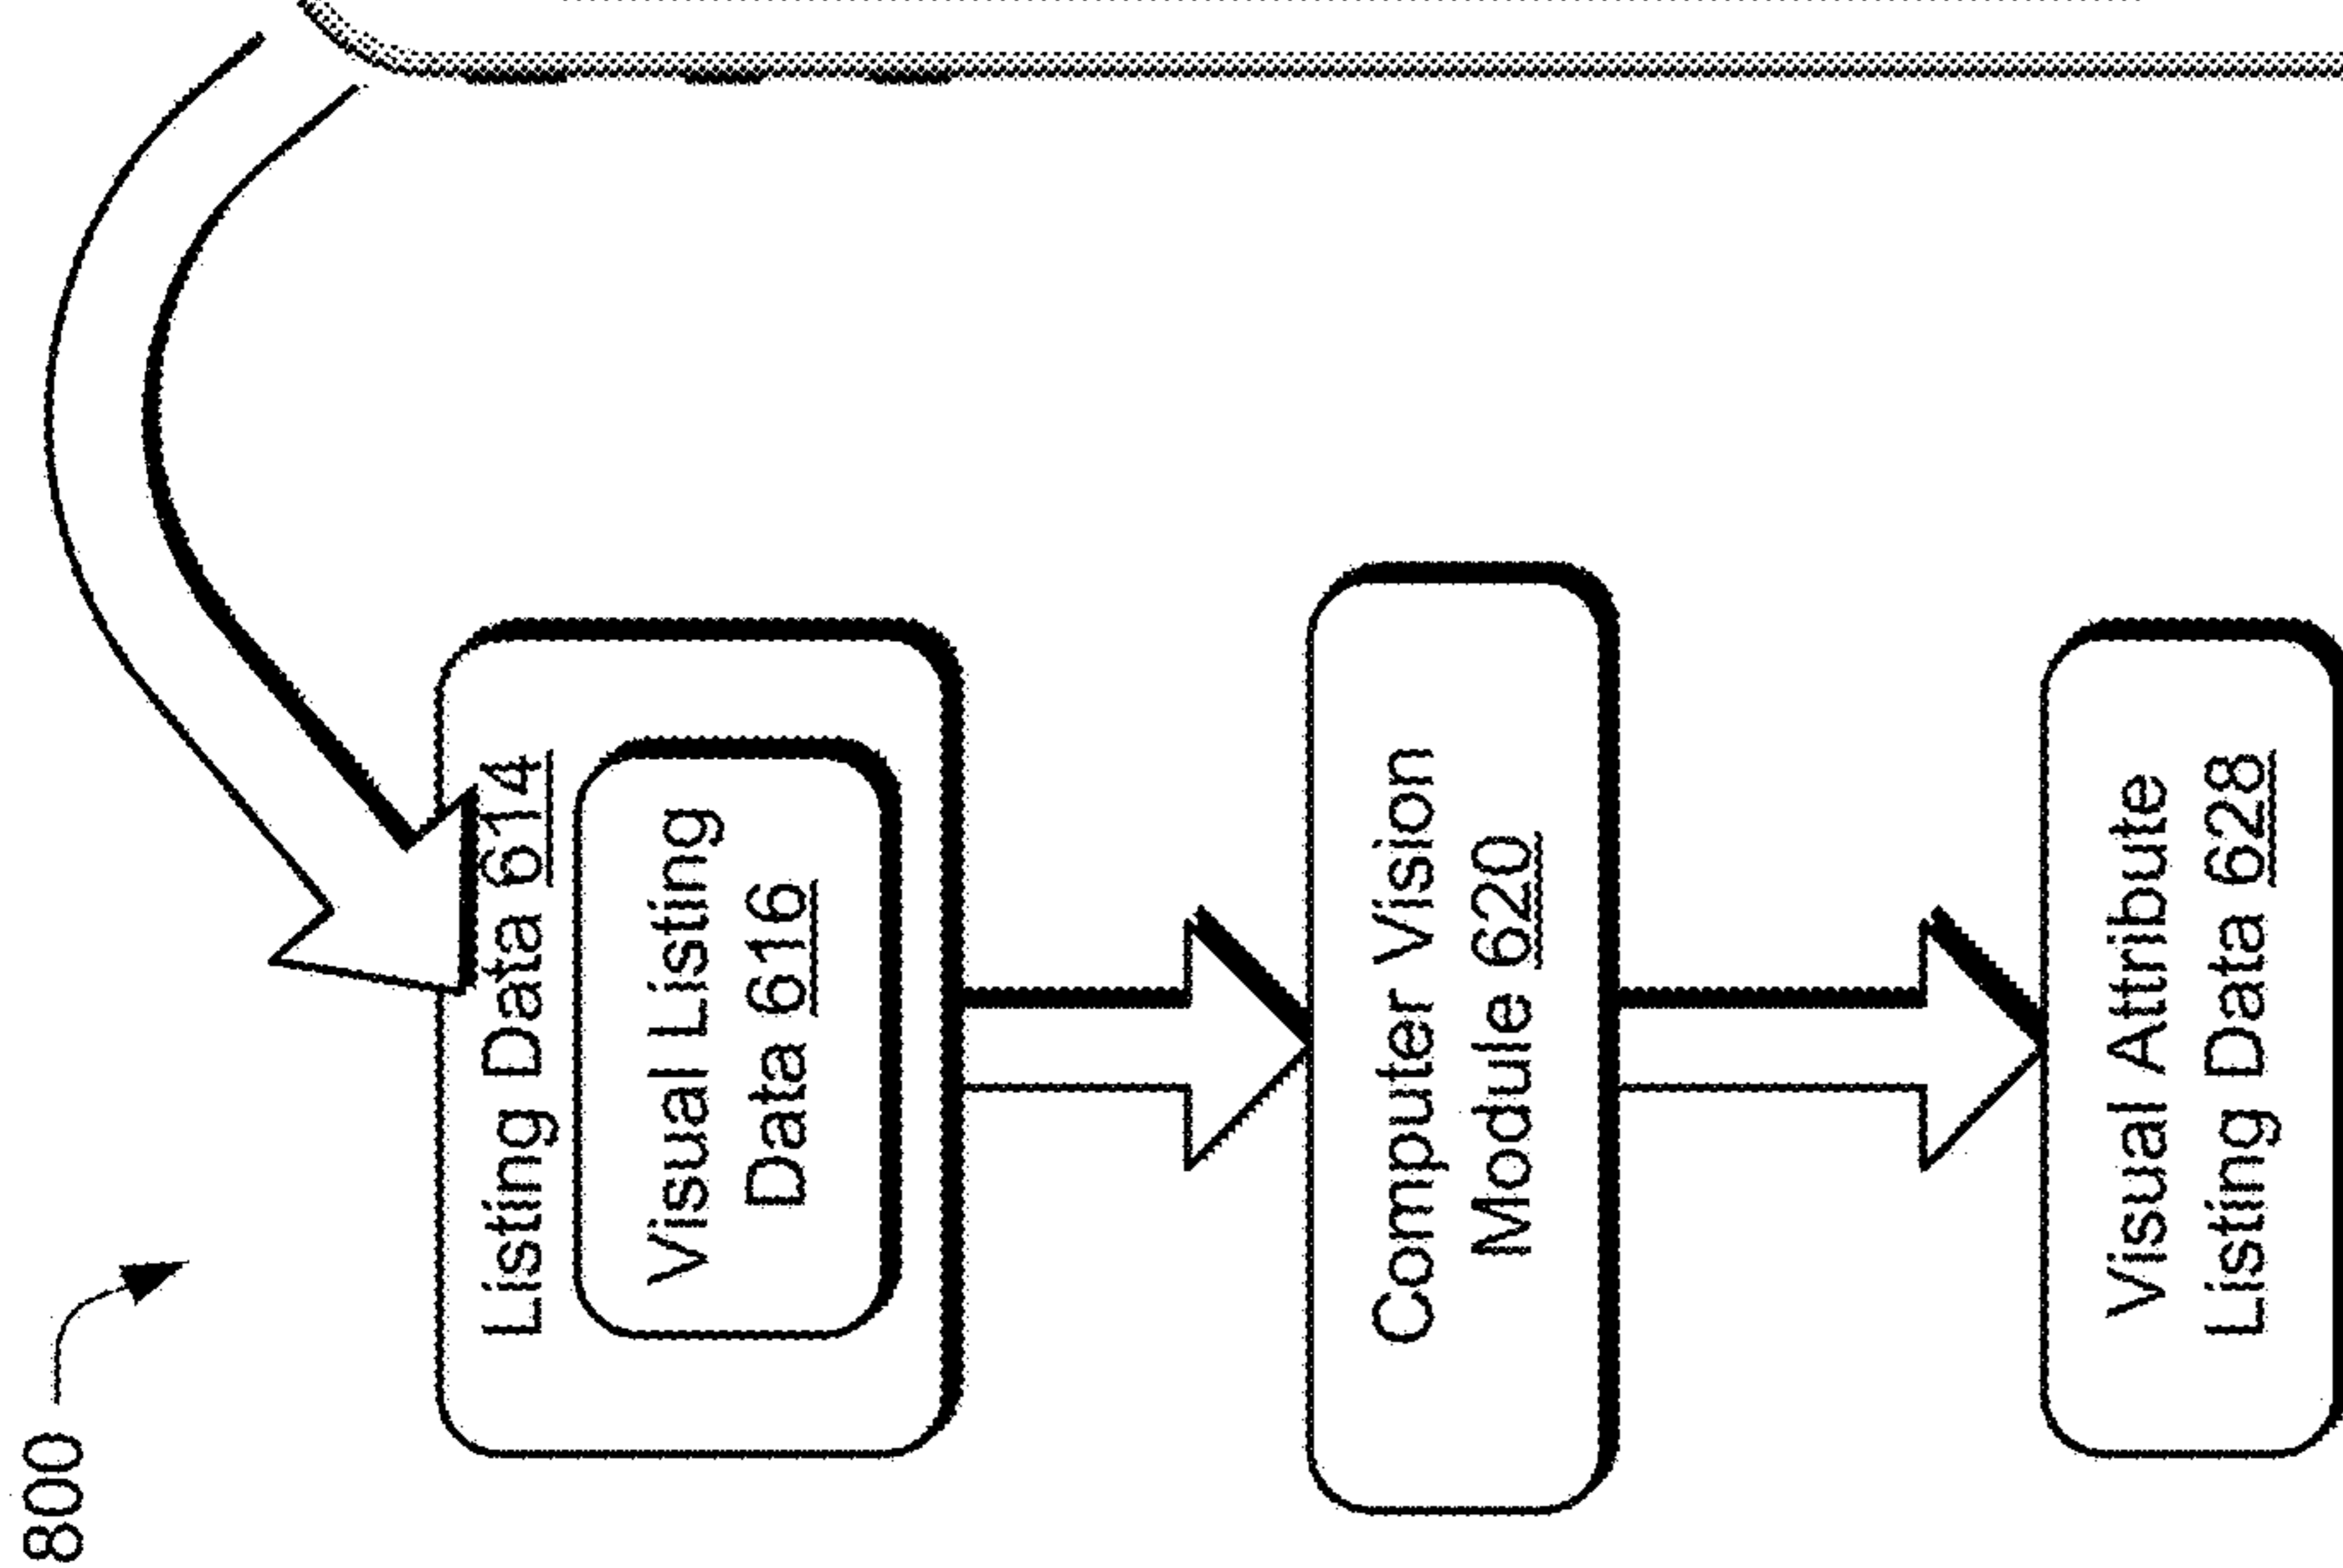 800
Listing Data 614
Visual Listing
Data 616
Computer Vision
Module 620
Visual Attribute
Listing Data 628